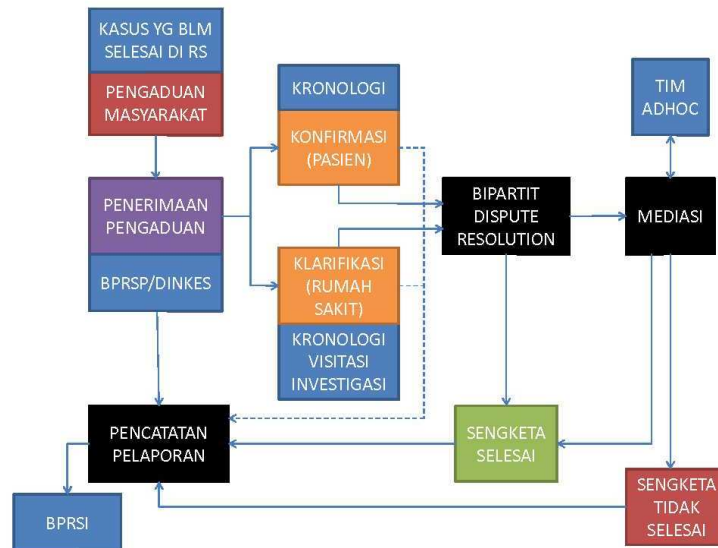 KASUS YG BLM
SELESAI DI RS
PENGADUAN
MASYARAKAT
PENERIMAAN
PENGADUAN
BPRSP/DINKES
KRONOLOGI
KONFIRMASI
(PASIEN)
KLARIFIKASI
(RUMAH
SAKIT)
KRONOLOGI
VISITASI
INVESTIGASI
BIPARTIT
DISPUTE
RESOLUTION
TIM
ADHOC
MEDIASI
PENCATATAN
PELAPORAN
SENGKETA
SELESAI
SENGKETA
TIDAK
SELESAI
BPRSI